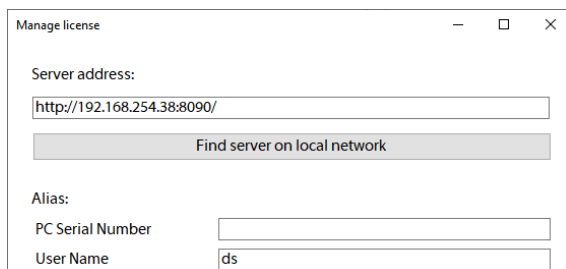 Manage license
Server address:
http://192.168.254.38:8090/
Find server on local network
Alias:
PC Serial Number
User Name ds